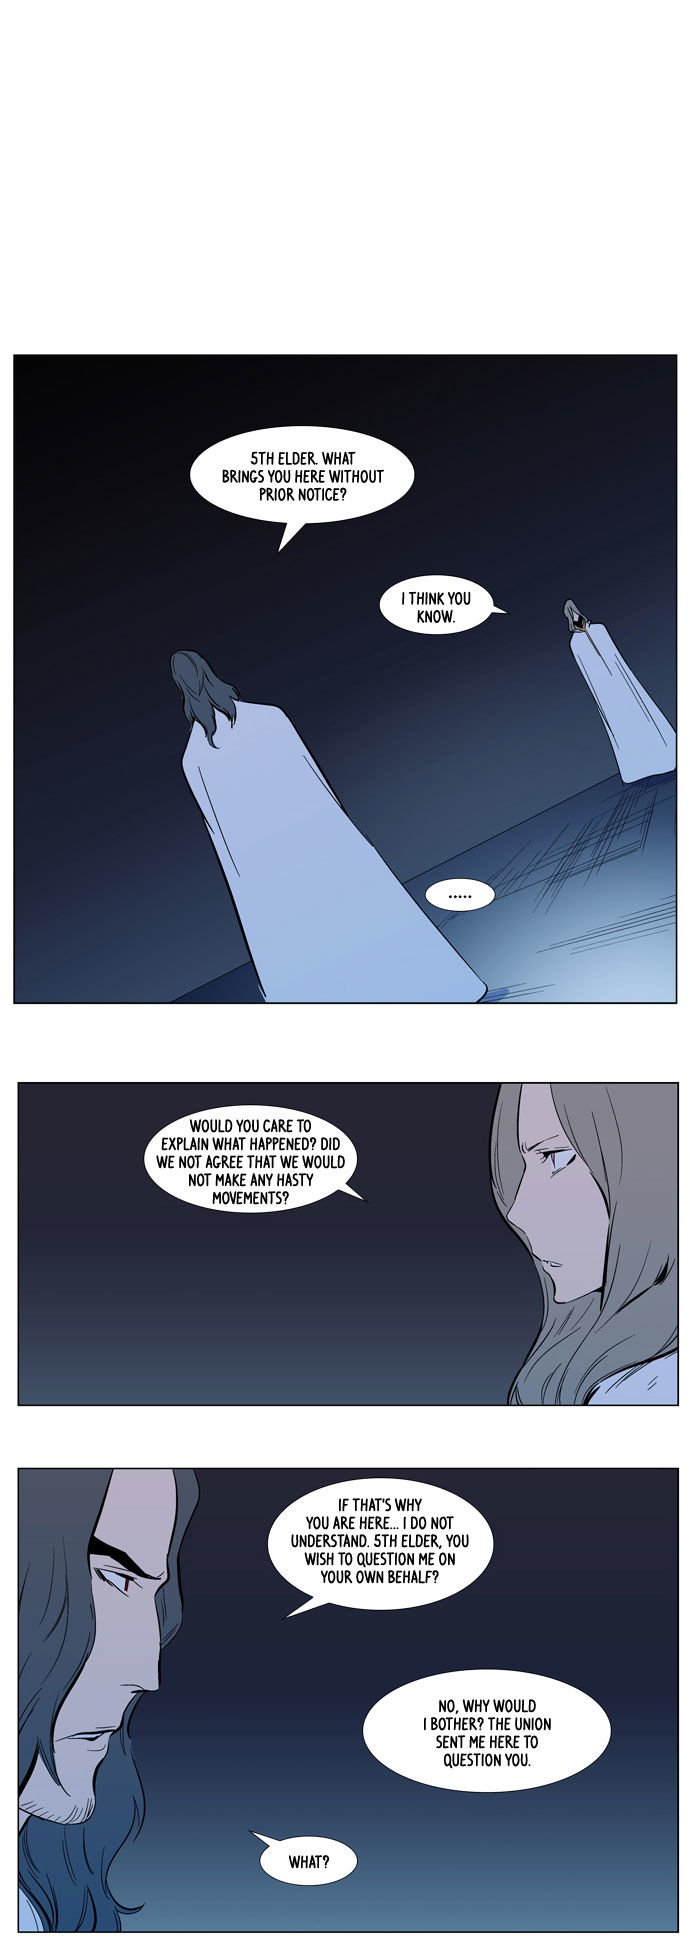 5TH ELDER. WHAT
BRINGS YOU HERE WITHOUT
PRIOR NOTICE?
I THINK YOU
KNOW.
.....
WOULD YOU CARE TO
EXPLAIN WHAT HAPPENED? DID
WE NOT AGREE THAT WE WOULD
NOT MAKE ANY HASTY
MOVEMENTS?
IF THAT'S WHY
YOU ARE HERE... I DO NOT
UNDERSTAND. 5TH ELDER, YOU
WISH TO QUESTION ME ON
YOUR OWN BEHALF?
NO, WHY WOULD
I BOTHER? THE UNION
SENT ME HERE TO
QUESTION YOU.
WHAT?